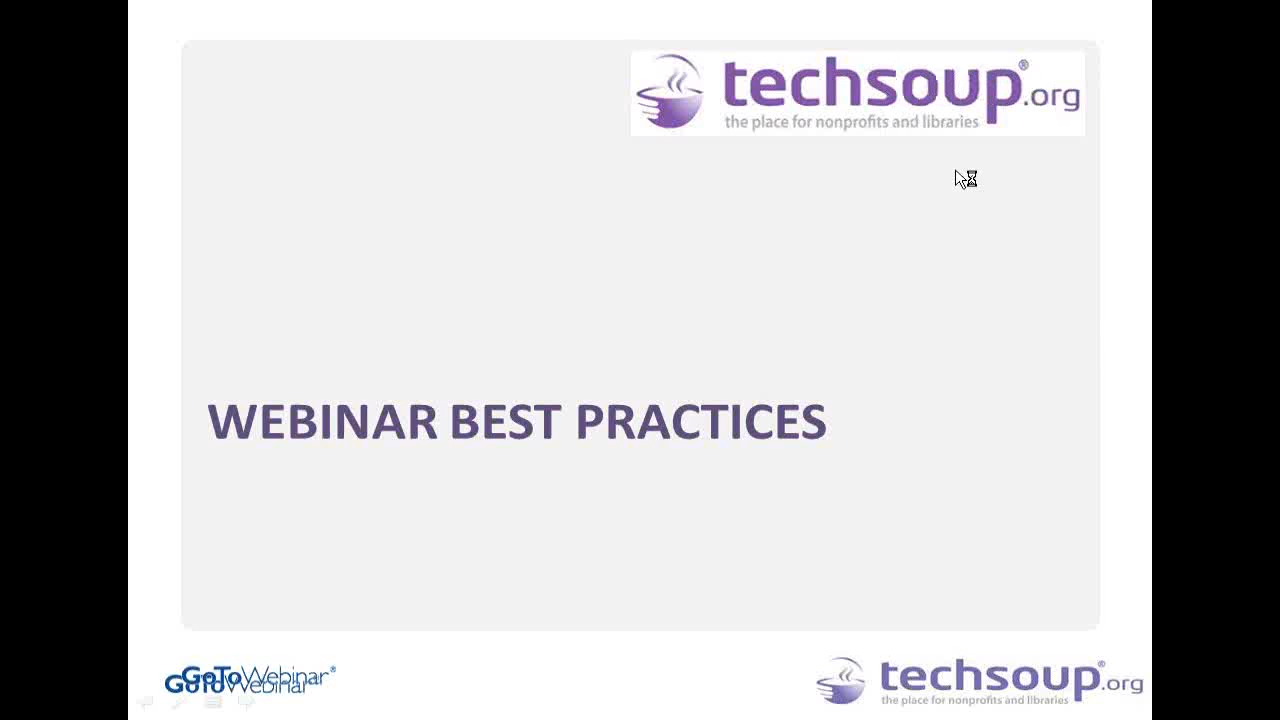 techsoup®.org
the place for nonprofits and libraries
WEBINAR BEST PRACTICES
GoToWebinar®
GoToWebinar
techsoup®.org
the place for nonprofits and libraries